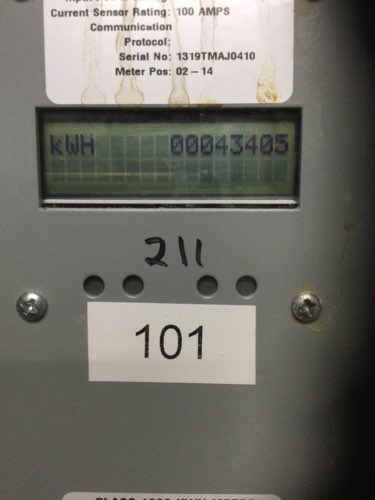 Current Sensor Rating: 100 AMPS
Communication
Protocol:
Serial No: 1319TMAJ0410
Meter Pos: 02-14
kWH 00043405
211
101